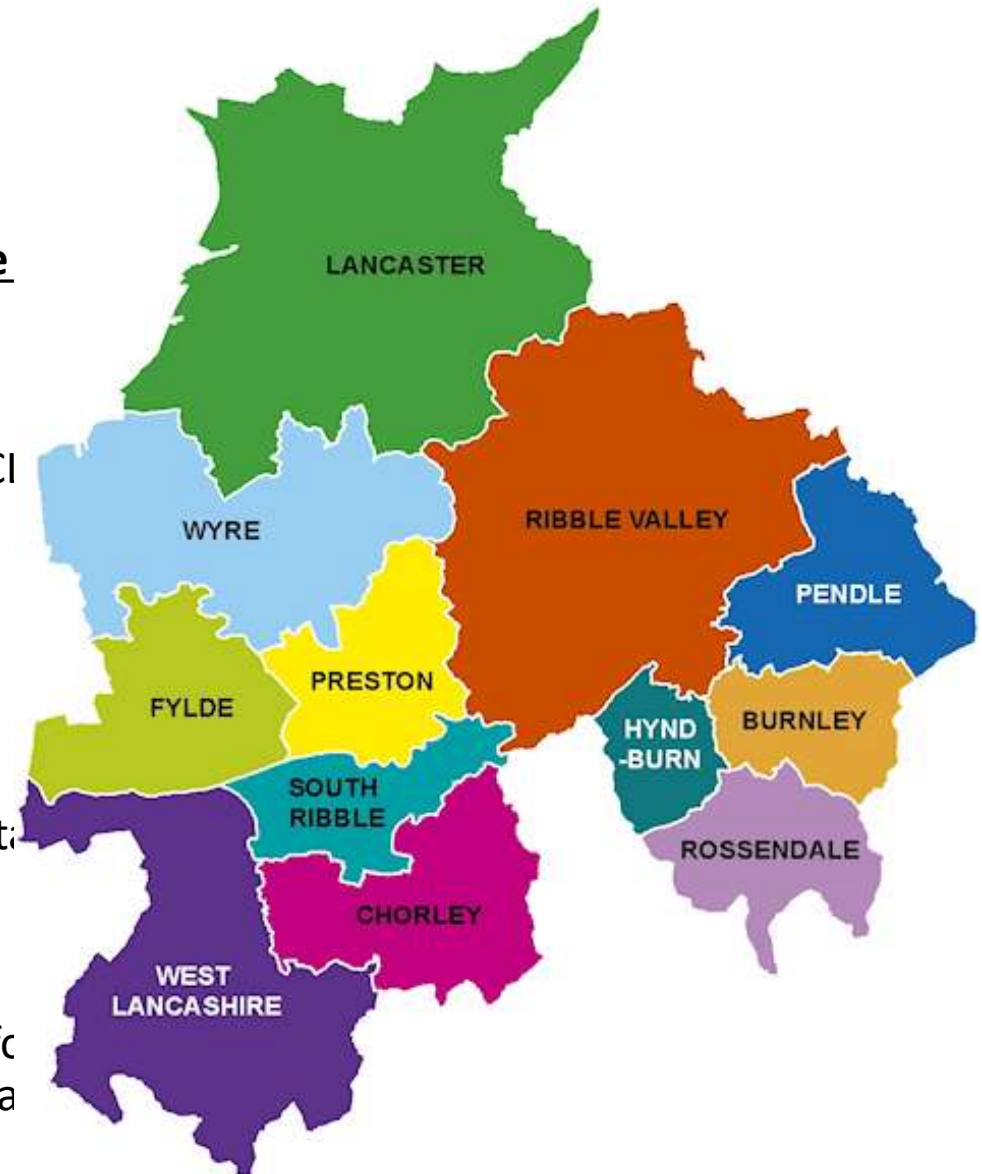 LANCASTER
WYRE
RIBBLE VALLEY
PENDLE
PRESTON
FYLDE
HYND
-BURN
BURNLEY
SOUTH
RIBBLE
ROSSENDALE
CHORLEY
WEST
LANCASHIRE